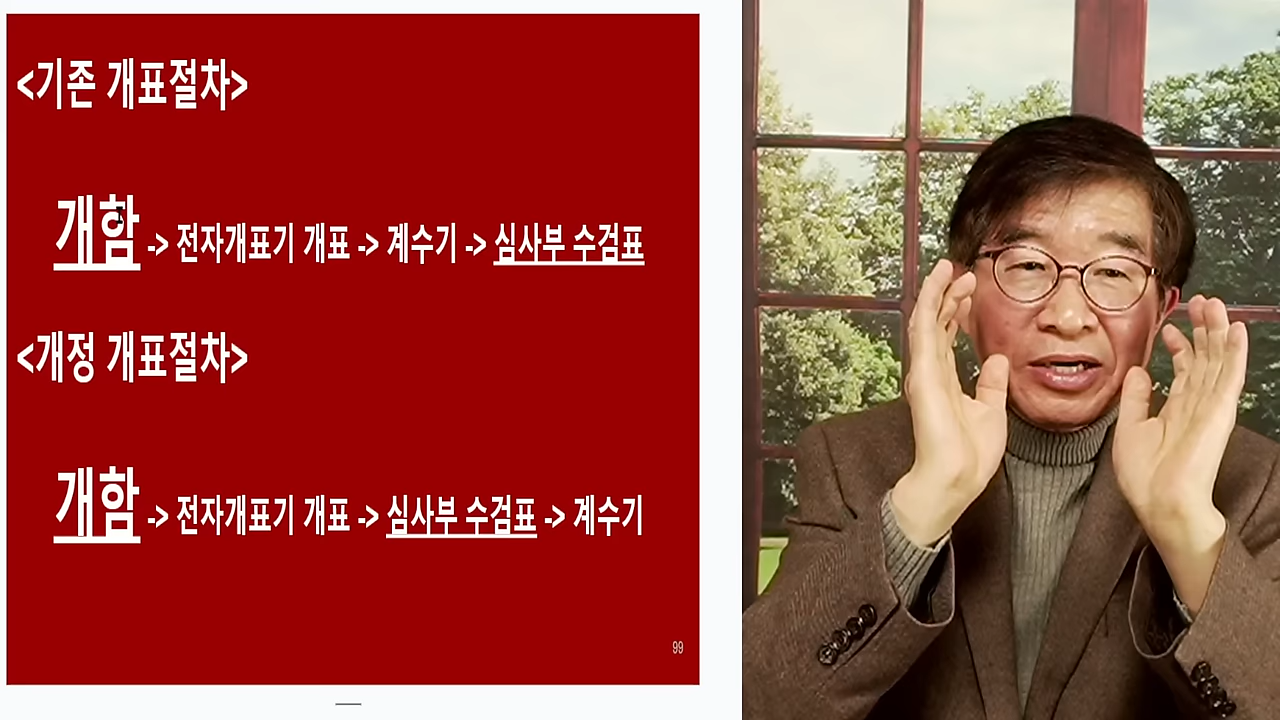 <기존 개표절차>
개함 -> 전자개표기 개표 -> 계수기 -> 심사부 수검표
<개정 개표절차>
개함 -> 전자개표기 개표 -> 심사부 수검표 -> 계수기
99